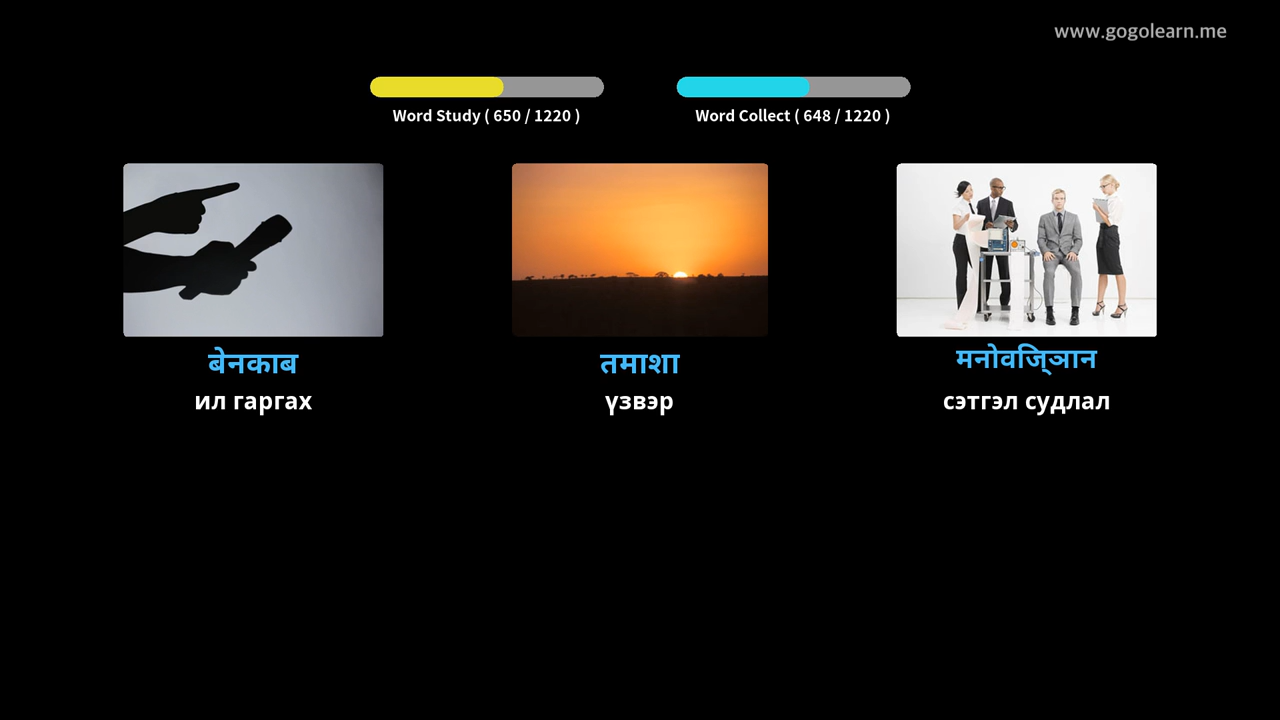 www.gogolearn.me
Word Study ( 650 / 1220 )
Word Collect ( 648 / 1220 )
बेनकाब
तमाशा
मनोवज्ञिान
ил гаргах
үзвэр
сэтгэл судлал